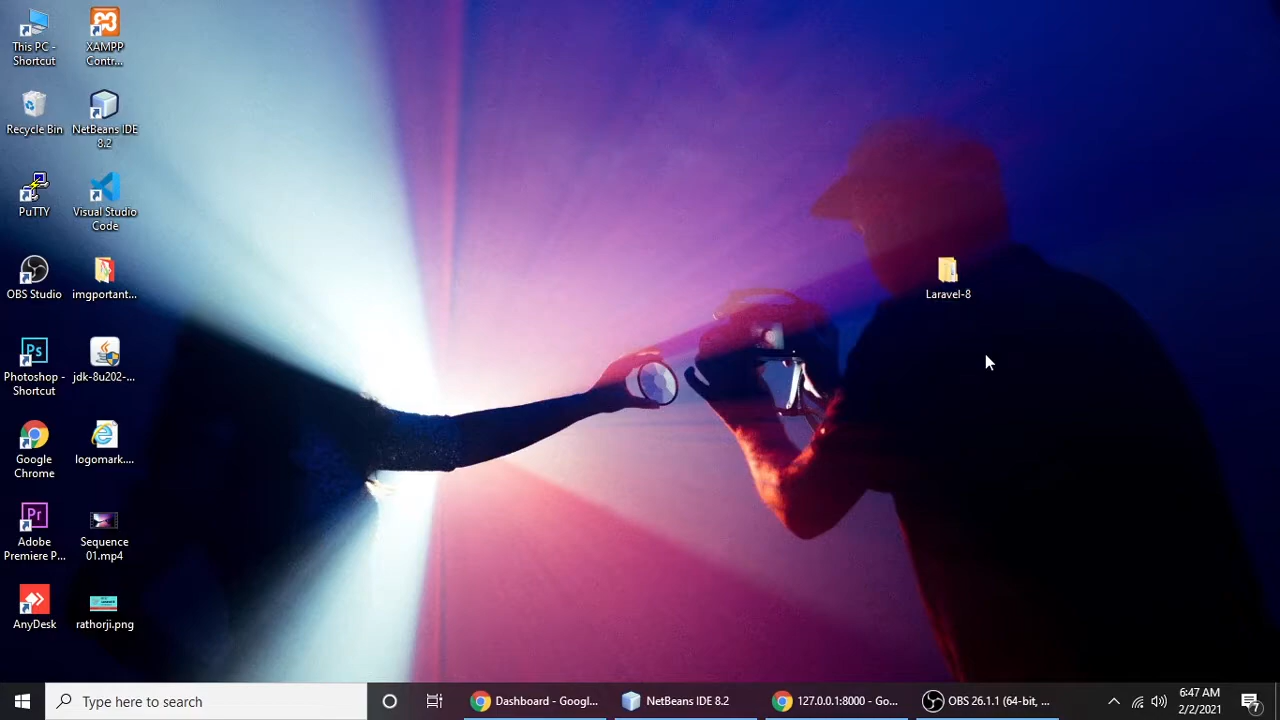 This PC -
Shortcut
XAMPP
Contr...
Recycle Bin
NetBeans IDE
8.2
PuTTY
Visual Studio
Code
OBS Studio
imgportant...
Laravel-8
Ps
Photoshop -
Shortcut
jdk-8u202-...
Google
Chrome
logomark....
Pr
Adobe
Premiere P...
Sequence
01.mp4
AnyDesk
rathorji.png
Type here to search
Dashboard - Googl...
NetBeans IDE 8.2
127.0.0.1:8000 - Go...
OBS 26.1.1 (64-bit, ...
6:47 AM
2/2/2021
7